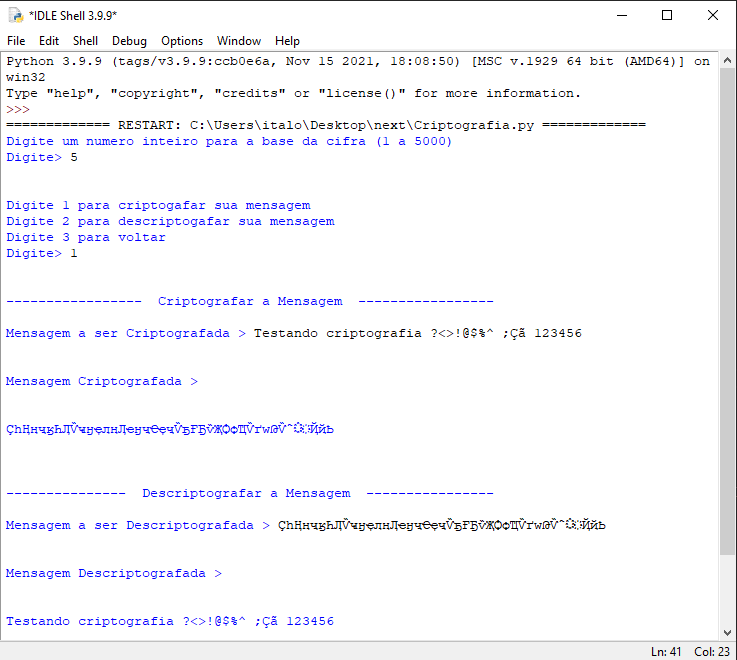 *IDLE Shell 3.9.9*
File Edit Shell Debug Options Window Help
Python 3.9.9 (tags/v3.9.9:ccb0e6a, Nov 15 2021, 18:08:50) [MSC v.1929 64 bit (AMD64)] on
win32
Type "help", "copyright", "credits" or "license()" for more information.
>>>
============= RESTART: C:\Users\italo\Desktop\next\Criptografia.py =============
Digite um numero inteiro para a base da cifra (1 a 5000)
Digite> 5
Digite 1 para criptogafar sua mensagem
Digite 2 para descriptogafar sua mensagem
Digite 3 para voltar
Digite> 1
-----------------  Criptografar a Mensagem  -----------------
Mensagem a ser Criptografada > Testando criptografia ?<>!@$%^ ;Çã 123456
Mensagem Criptografada >
---------------  Descriptografar a Mensagem  ----------------
Mensagem a ser Descriptografada >
Mensagem Descriptografada >
Testando criptografia ?<>!@$%^ ;Çã 123456
Ln: 41 Col: 23